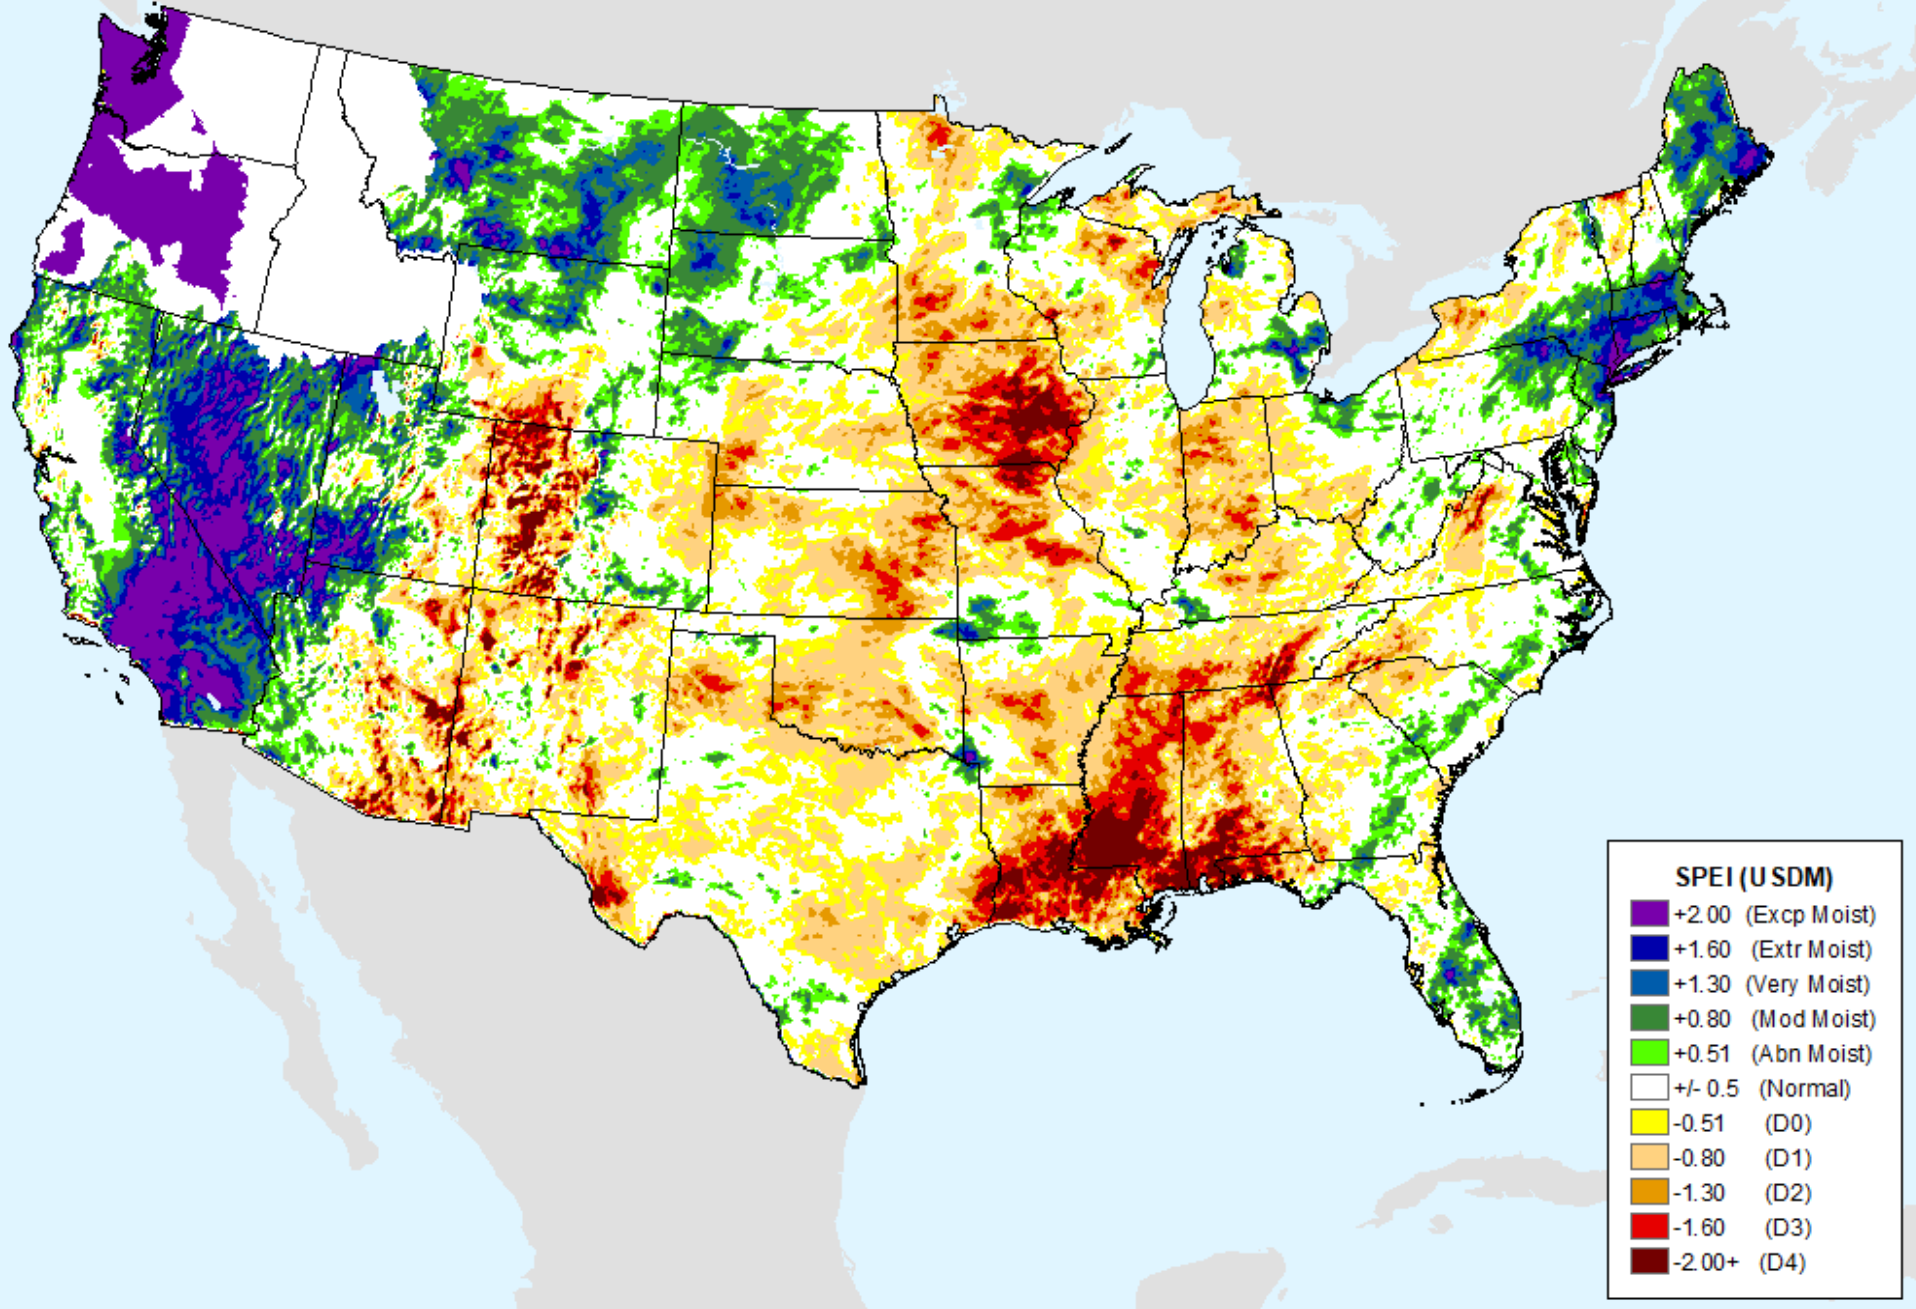 SPEI (USDM)
+2.00 (Excp Moist)
+1.60 (Extr Moist)
+1.30 (Very Moist)
+0.80 (Mod Moist)
+0.51 (Abn Moist)
+/- 0.5 (Normal)
-0.51 (D0)
-0.80 (D1)
-1.30 (D2)
-1.60 (D3)
-2.00+ (D4)